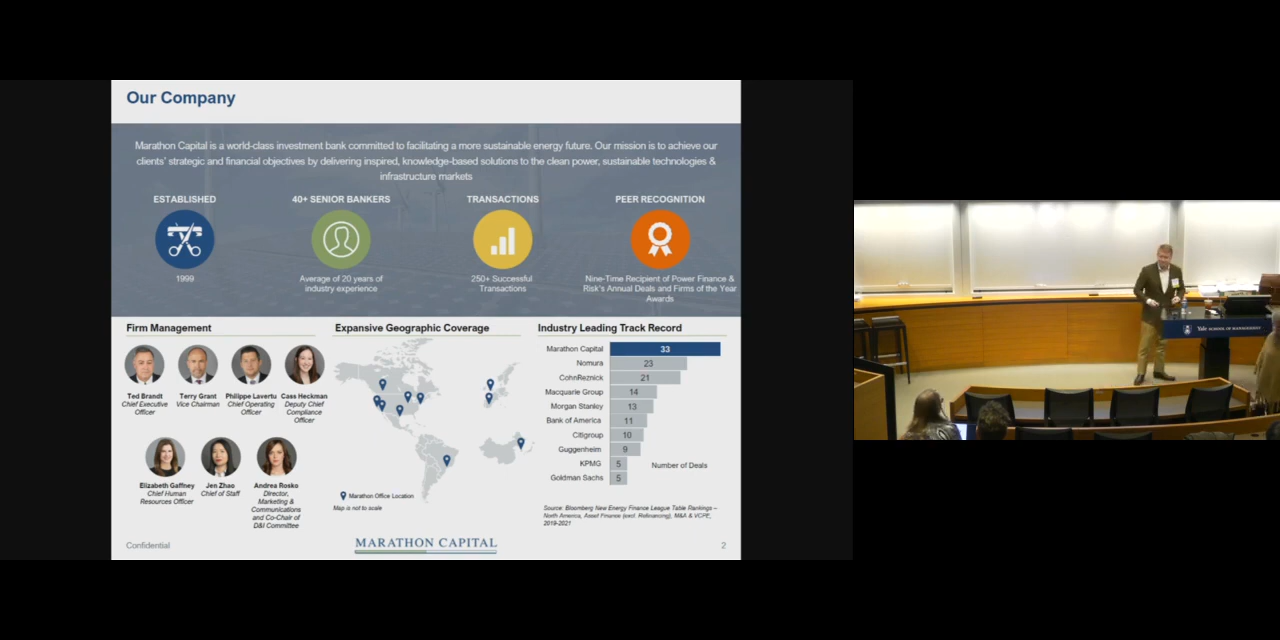 Our Company
Marathon Capital is a world-class investment bank committed to facilitating a more sustainable energy future. Our mission is to achieve our
clients' strategic and financial objectives by delivering inspired, knowledge-based solutions to the clean power, sustainable technologies &
infrastructure markets
ESTABLISHED
1999
40+ SENIOR BANKERS
Average of 20 years of
industry experience
TRANSACTIONS
250+ Successful
Transactions
PEER RECOGNITION
Nine-Time Recipient of Power Finance &
Risk's Annual Deals and Firms of the Year
Awards
Firm Management
Ted Brandt
Chief Executive
Officer
Terry Grant
Vice Chairman
Philippe Lavertu
Chief Operating
Officer
Cass Heckman
Deputy Chief
Compliance
Officer
Elizabeth Gaffney
Chief Human
Resources Officer
Jen Zhao
Chief of Staff
Andrea Rosko
Director,
Marketing &
Communications
and Co-Chair of
D&I Committee
Expansive Geographic Coverage
Marathon Office Location
Map is not to scale
Industry Leading Track Record
Marathon Capital 33
Nomura 23
CohnReznick 21
Macquarie Group 14
Morgan Stanley 13
Bank of America 11
Citigroup 10
Guggenheim 9
KPMG 5
Goldman Sachs 5
Number of Deals
Source: Bloomberg New Energy Finance League Table Rankings –
North America, Asset Finance (excl. Refinancing), M&A & VCPE,
2019-2021
Confidential
MARATHON CAPITAL
2
Yale SCHOOL OF MANAGEMENT